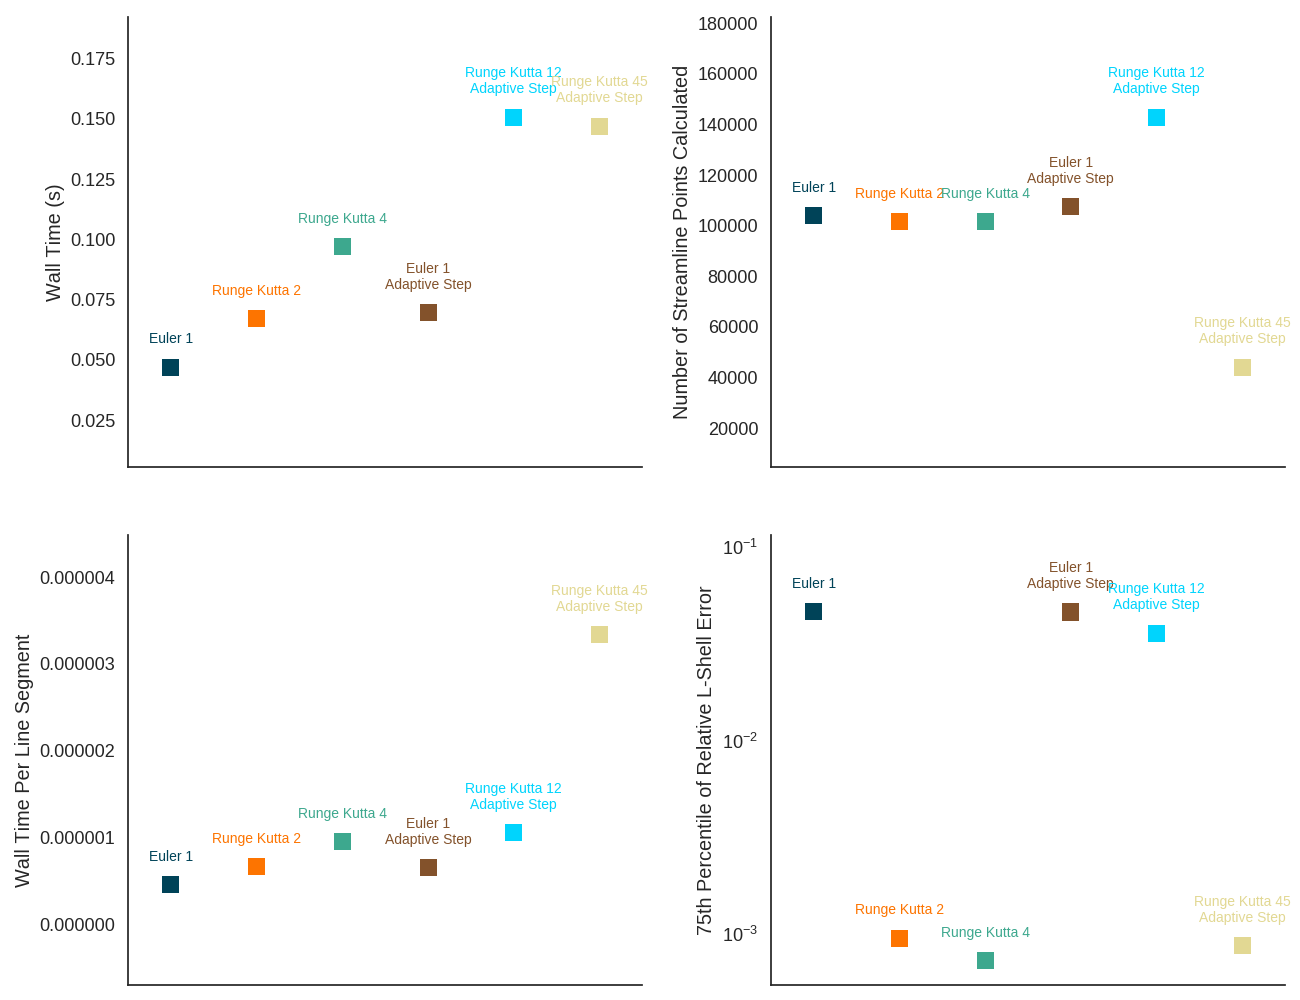 0.175
0.150
0.125
0.100
0.075
0.050
0.025
Wall Time (s)
Euler 1
Runge Kutta 2
Runge Kutta 4
Euler 1
Adaptive Step
Runge Kutta 12
Adaptive Step
Runge Kutta 45
Adaptive Step
180000
160000
140000
120000
100000
80000
60000
40000
20000
Number of Streamline Points Calculated
Euler 1
Runge Kutta 2
Runge Kutta 4
Euler 1
Adaptive Step
Runge Kutta 12
Adaptive Step
Runge Kutta 45
Adaptive Step
0.000004
0.000003
0.000002
0.000001
0.000000
Wall Time Per Line Segment
Euler 1
Runge Kutta 2
Runge Kutta 4
Euler 1
Adaptive Step
Runge Kutta 12
Adaptive Step
Runge Kutta 45
Adaptive Step
10⁻¹
10⁻²
10⁻³
75th Percentile of Relative L-Shell Error
Euler 1
Runge Kutta 2
Runge Kutta 4
Euler 1
Adaptive Step
Runge Kutta 12
Adaptive Step
Runge Kutta 45
Adaptive Step